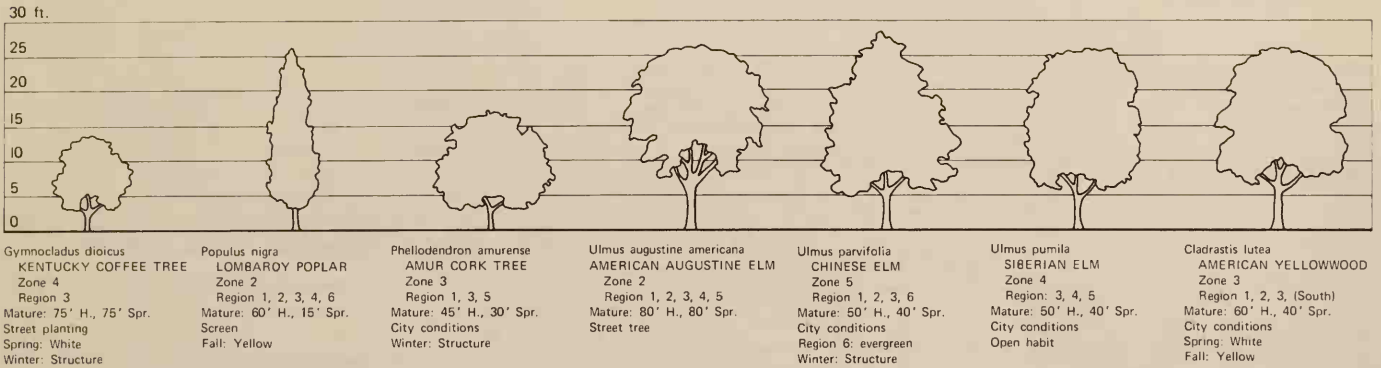 30 ft.
25
20
15
10
5
0
Gymnocladus dioicus
KENTUCKY COFFEE TREE
Zone 4
Region 3
Mature: 75' H., 75' Spr.
Street planting
Spring: White
Winter: Structure
Populus nigra
LOMBAROY POPLAR
Zone 2
Region 1, 2, 3, 4, 6
Mature: 60' H., 15' Spr.
Screen
Fall: Yellow
Phellodendron amurense
AMUR CORK TREE
Zone 3
Region 1, 3, 5
Mature: 45' H., 30' Spr.
City conditions
Winter: Structure
Ulmus augustine americana
AMERICAN AUGUSTINE ELM
Zone 2
Region 1, 2, 3, 4, 5
Mature: 80' H., 80' Spr.
Street tree
Ulmus parvifolia
CHINESE ELM
Zone 5
Region 1, 2, 3, 6
Mature: 50' H., 40' Spr.
City conditions
Region 6: evergreen
Winter: Structure
Ulmus pumila
SIBERIAN ELM
Zone 4
Region: 3, 4, 5
Mature: 50' H., 40' Spr.
City conditions
Open habit
Cladrastis lutea
AMERICAN YELLOWWOOD
Zone 3
Region 1, 2, 3, (South)
Mature: 60' H., 40' Spr.
City conditions
Spring: White
Fall: Yellow